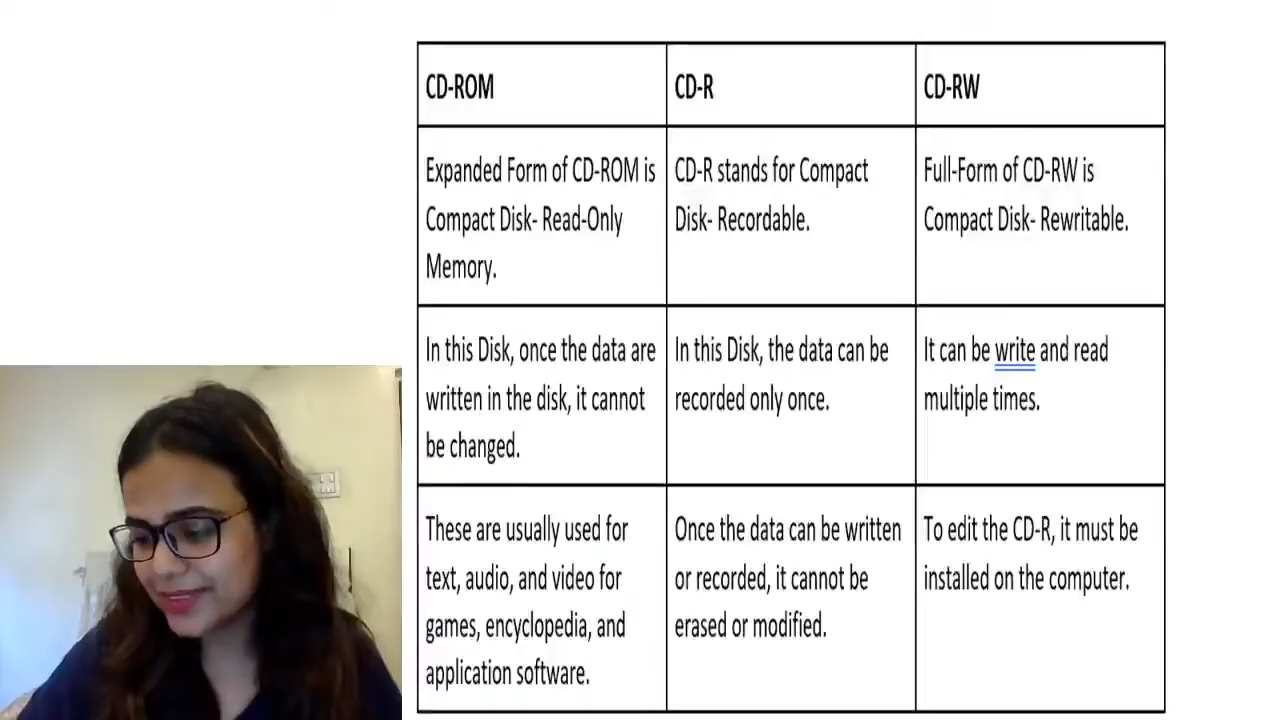 CD-ROM
CD-R
CD-RW
Expanded Form of CD-ROM is
Compact Disk- Read-Only
Memory.
CD-R stands for Compact
Disk- Recordable.
Full-Form of CD-RW is
Compact Disk- Rewritable.
In this Disk, once the data are
written in the disk, it cannot
be changed.
In this Disk, the data can be
recorded only once.
It can be write and read
multiple times.
These are usually used for
text, audio, and video for
games, encyclopedia, and
application software.
Once the data can be written
or recorded, it cannot be
erased or modified.
To edit the CD-R, it must be
installed on the computer.